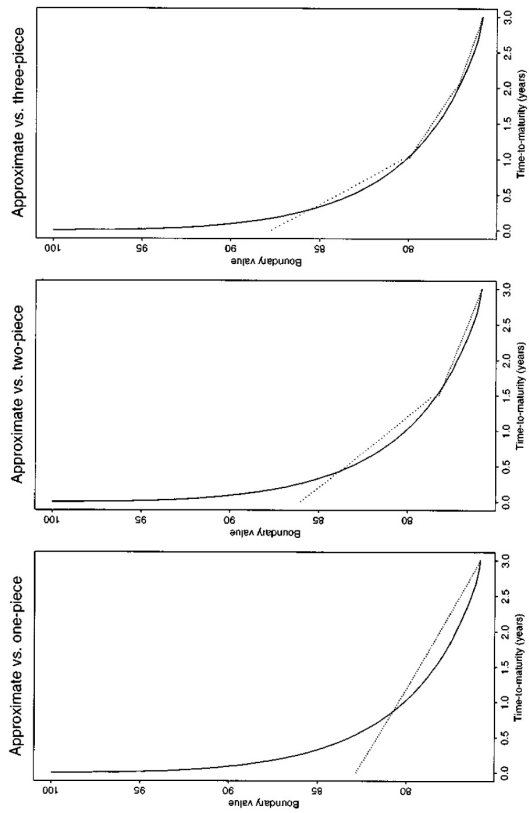 Approximate vs. three-piece
100
95
90
85
80
Boundary value
0.0 0.5 1.0 1.5 2.0 2.5 3.0
Time-to-maturity (years)
Approximate vs. two-piece
100
95
90
85
80
Boundary value
0.0 0.5 1.0 1.5 2.0 2.5 3.0
Time-to-maturity (years)
Approximate vs. one-piece
100
95
90
85
80
Boundary value
0.0 0.5 1.0 1.5 2.0 2.5 3.0
Time-to-maturity (years)